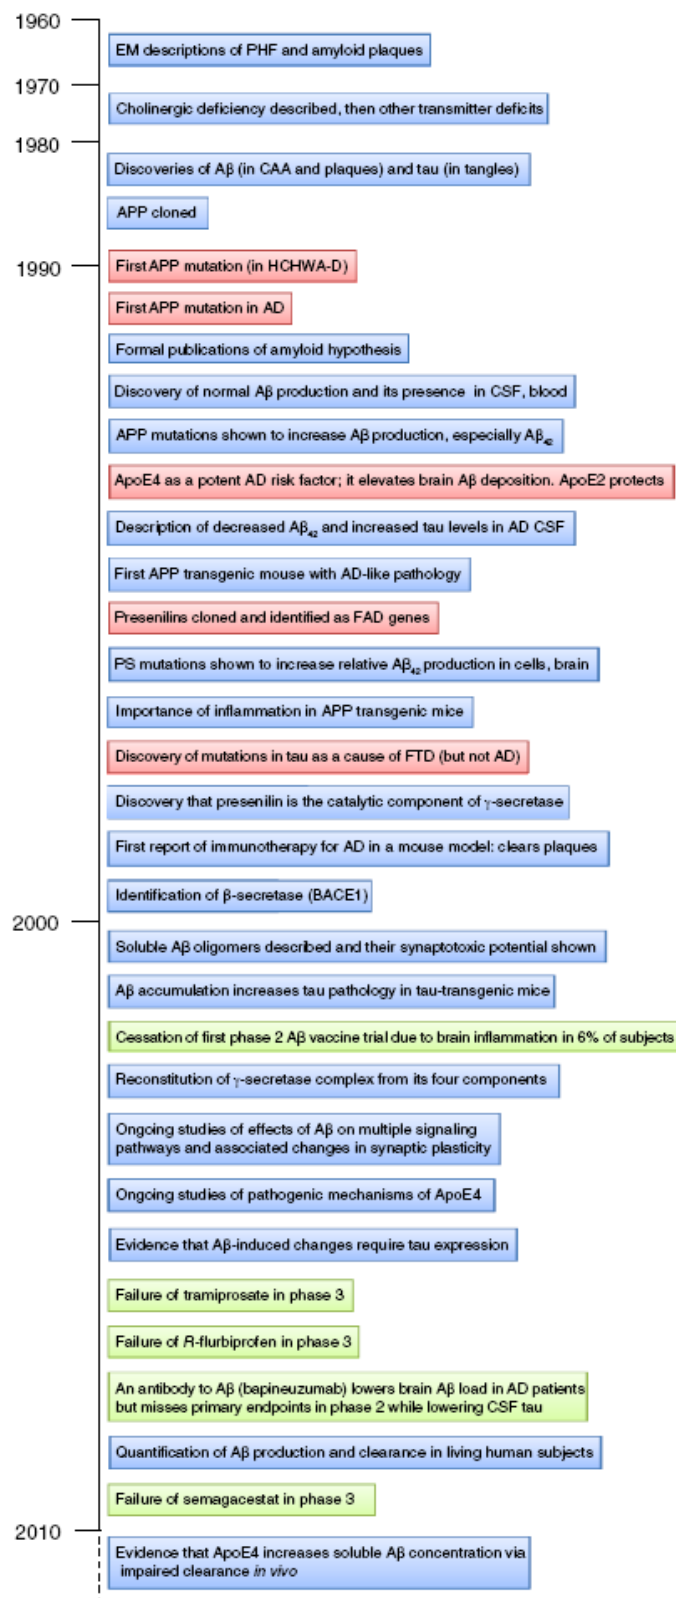 1960
EM descriptions of PHF and amyloid plaques
1970
Cholinergic deficiency described, then other transmitter deficits
1980
Discoveries of Aβ (in CAA and plaques) and tau (in tangles)
APP cloned
1990
First APP mutation (in HCHWA-D)
First APP mutation in AD
Formal publications of amyloid hypothesis
Discovery of normal Aβ production and its presence in CSF, blood
APP mutations shown to increase Aβ production, especially Aβ₄₂
ApoE4 as a potent AD risk factor; it elevates brain Aβ deposition. ApoE2 protects
Description of decreased Aβ₄₂ and increased tau levels in AD CSF
First APP transgenic mouse with AD-like pathology
Presenilins cloned and identified as FAD genes
PS mutations shown to increase relative Aβ₄₂ production in cells, brain
Importance of inflammation in APP transgenic mice
Discovery of mutations in tau as a cause of FTD (but not AD)
Discovery that presenilin is the catalytic component of γ-secretase
First report of immunotherapy for AD in a mouse model: clears plaques
Identification of β-secretase (BACE1)
2000
Soluble Aβ oligomers described and their synaptotoxic potential shown
Aβ accumulation increases tau pathology in tau-transgenic mice
Cessation of first phase 2 Aβ vaccine trial due to brain inflammation in 6% of subjects
Reconstitution of γ-secretase complex from its four components
Ongoing studies of effects of Aβ on multiple signaling
pathways and associated changes in synaptic plasticity
Ongoing studies of pathogenic mechanisms of ApoE4
Evidence that Aβ-induced changes require tau expression
Failure of tramiprosate in phase 3
Failure of R-flurbiprofen in phase 3
An antibody to Aβ (bapineuzumab) lowers brain Aβ load in AD patients
but misses primary endpoints in phase 2 while lowering CSF tau
Quantification of Aβ production and clearance in living human subjects
Failure of semagacestat in phase 3
2010
Evidence that ApoE4 increases soluble Aβ concentration via
impaired clearance in vivo